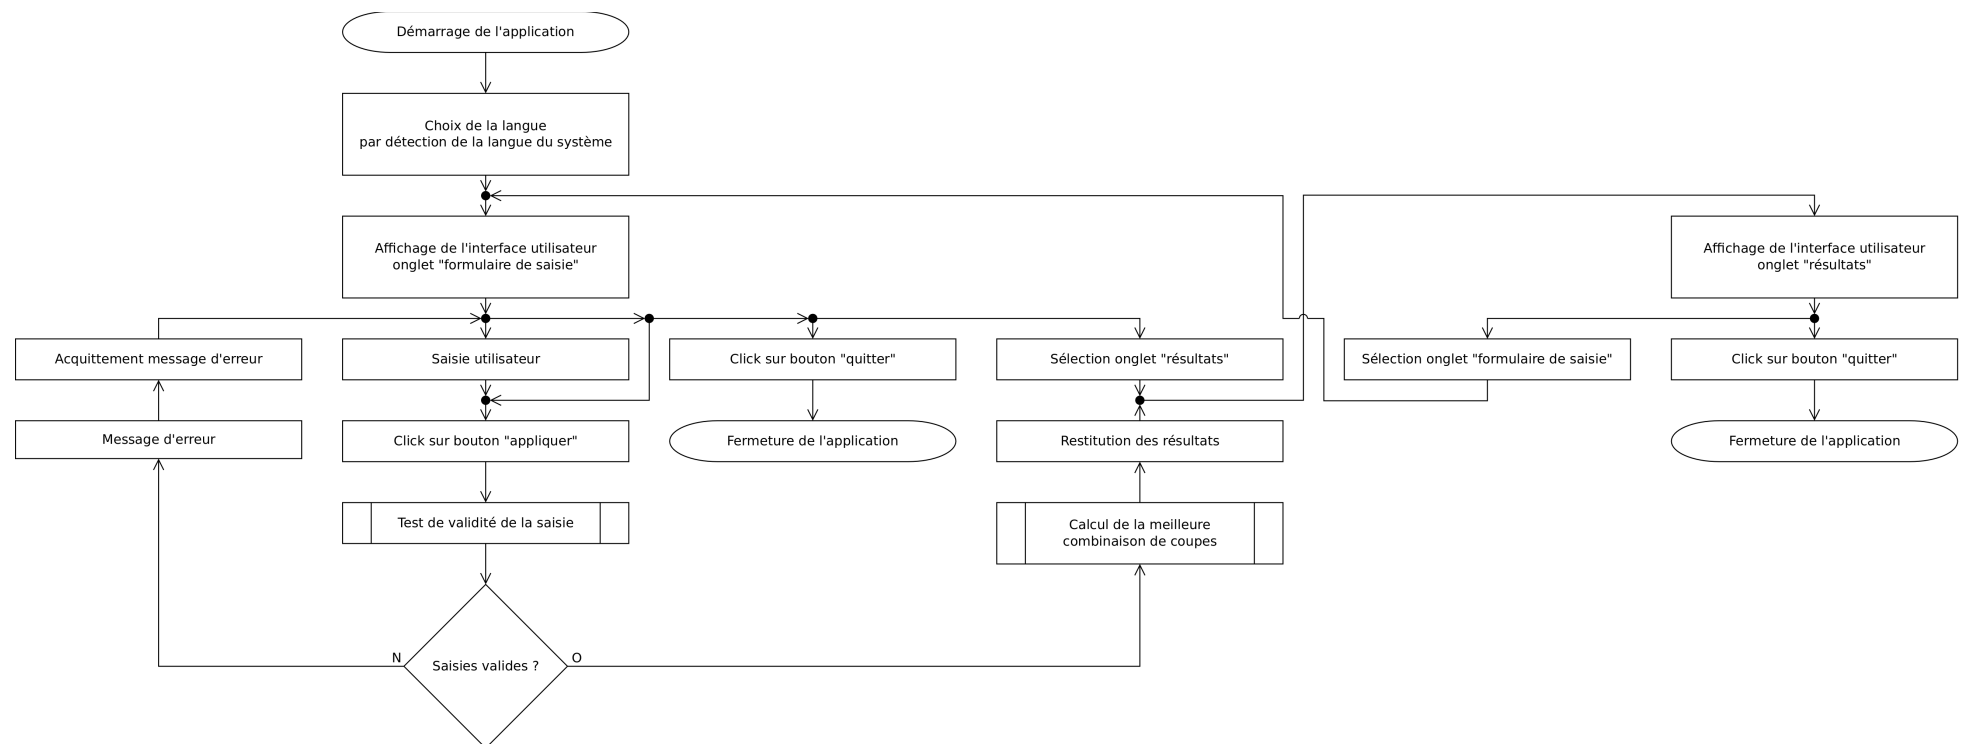 Démarrage de l'application
Choix de la langue
par détection de la langue du système
Affichage de l'interface utilisateur
onglet "formulaire de saisie"
Affichage de l'interface utilisateur
onglet "résultats"
Acquittement message d'erreur
Saisie utilisateur
Click sur bouton "quitter"
Sélection onglet "résultats"
Sélection onglet "formulaire de saisie"
Click sur bouton "quitter"
Message d'erreur
Click sur bouton "appliquer"
Fermeture de l'application
Restitution des résultats
Fermeture de l'application
Test de validité de la saisie
Calcul de la meilleure
combinaison de coupes
N
Saisies valides ?
O